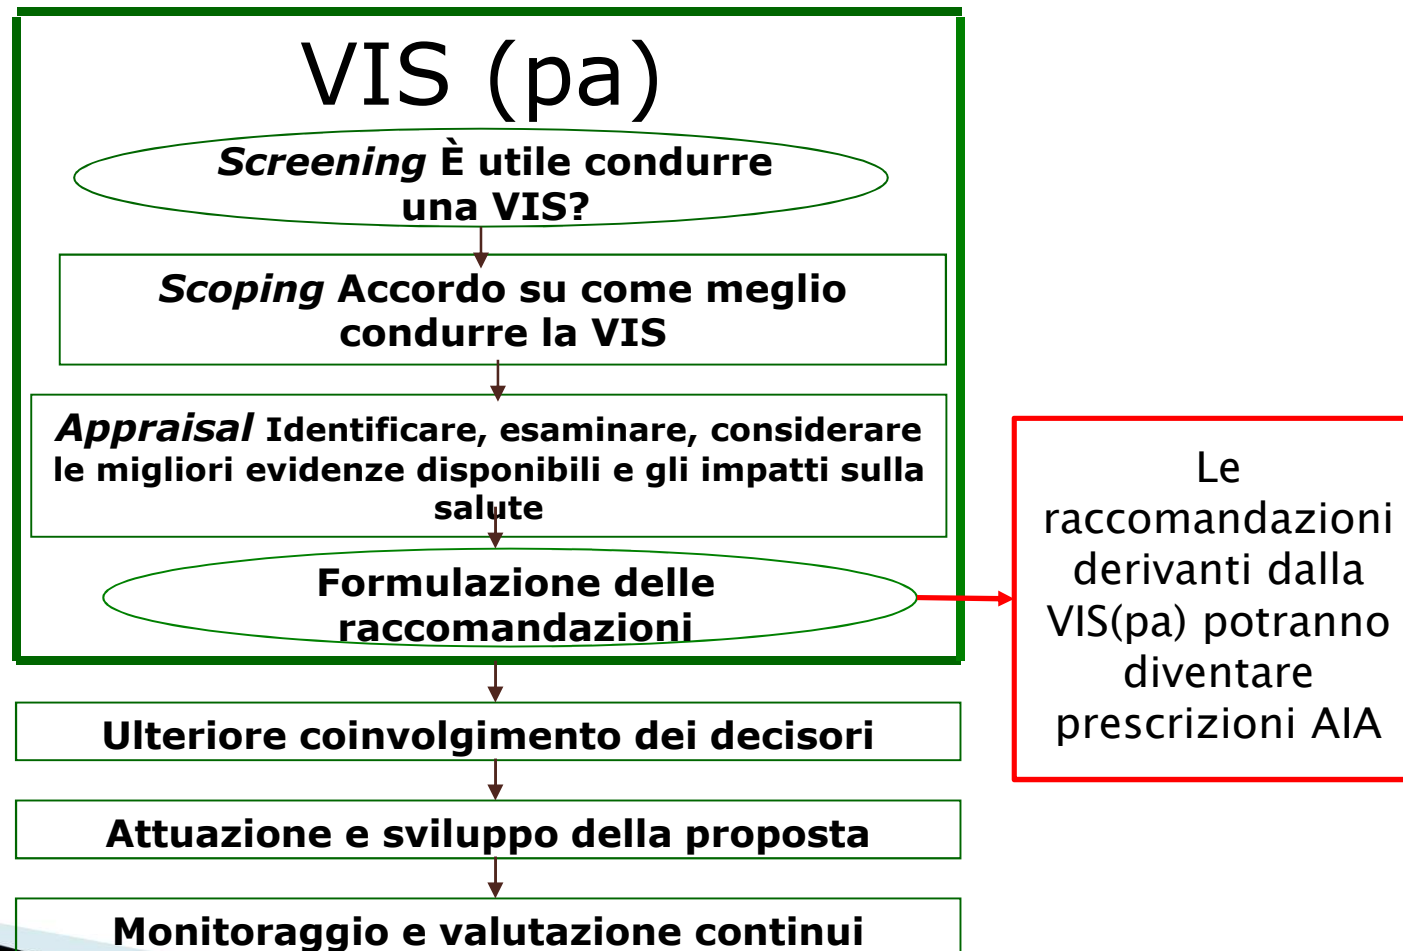 VIS (pa)
Screening È utile condurre
una VIS?
Scoping Accordo su come meglio
condurre la VIS
Appraisal Identificare, esaminare, considerare
le migliori evidenze disponibili e gli impatti sulla
salute
Formulazione delle
raccomandazioni
Le
raccomandazioni
derivanti dalla
VIS(pa) potranno
diventare
prescrizioni AIA
Ulteriore coinvolgimento dei decisori
Attuazione e sviluppo della proposta
Monitoraggio e valutazione continui